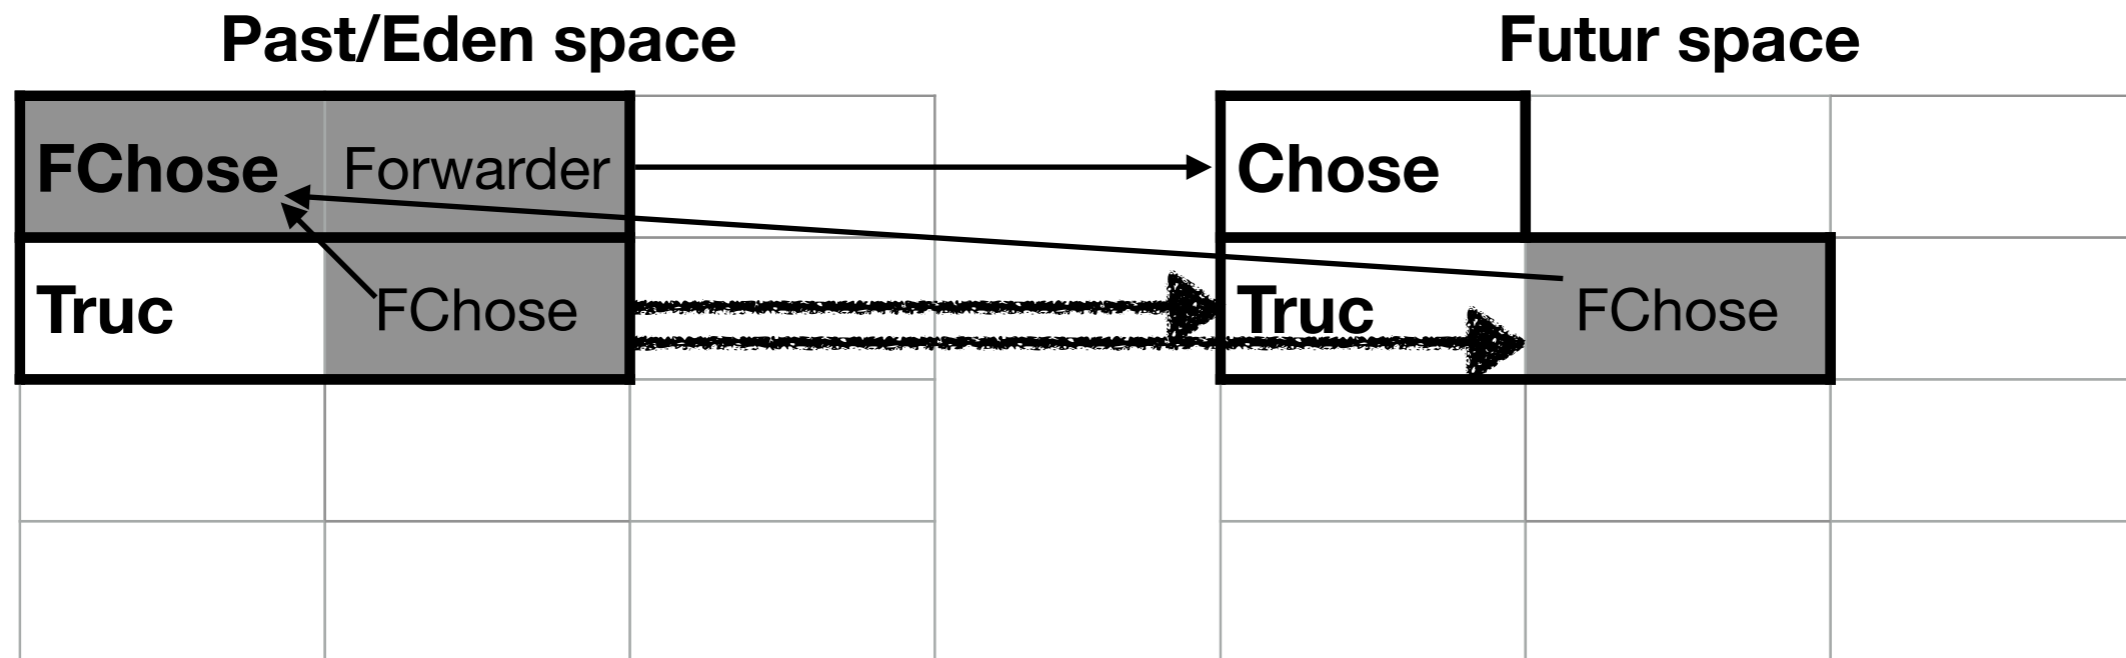 Past/Eden space
Futur space
FChose Forwarder
Chose
Truc FChose
Truc FChose